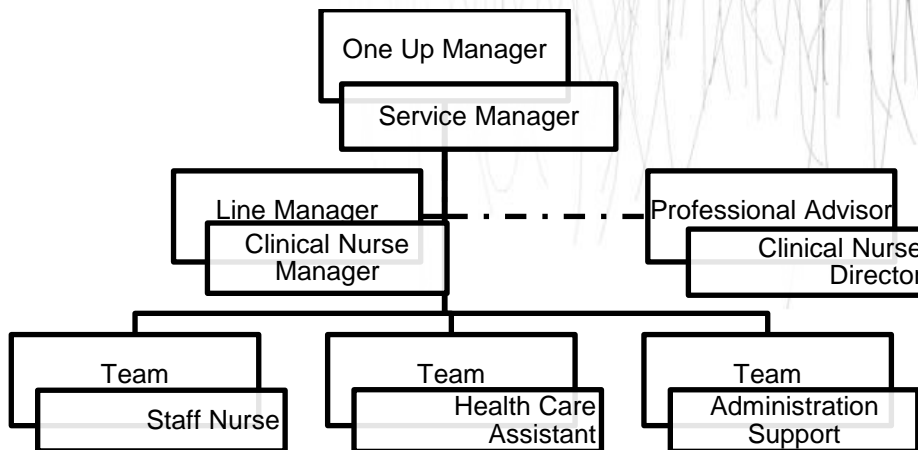 One Up Manager
Service Manager
Line Manager
Professional Advisor
Clinical Nurse
Manager
Clinical Nurse
Director
Team
Staff Nurse
Team
Health Care
Assistant
Team
Administration
Support